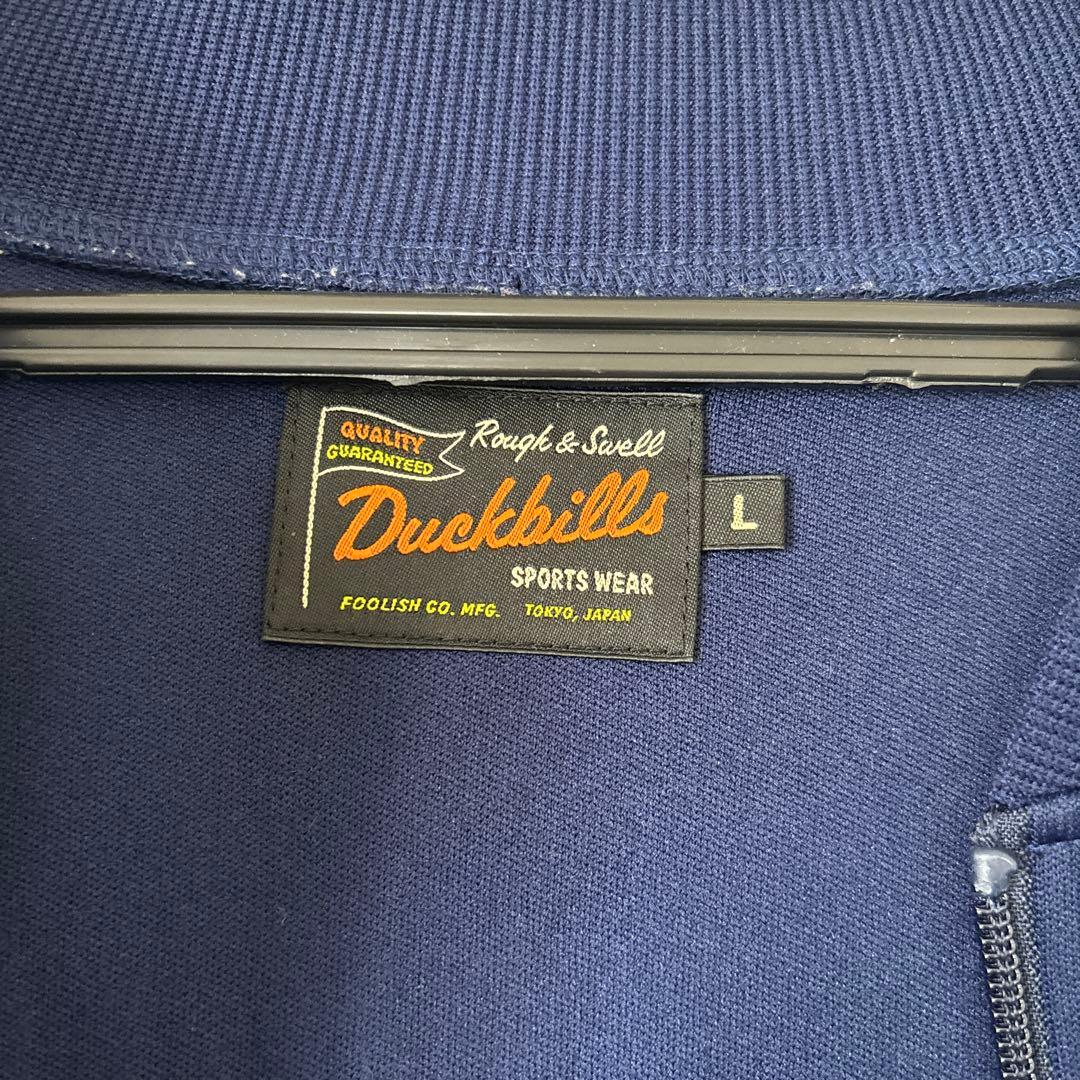 QUALITY
GUARANTEED
Rough & Swell
Duckbills
SPORTS WEAR
FOOLISH CO. MFG. TOKYO, JAPAN
L